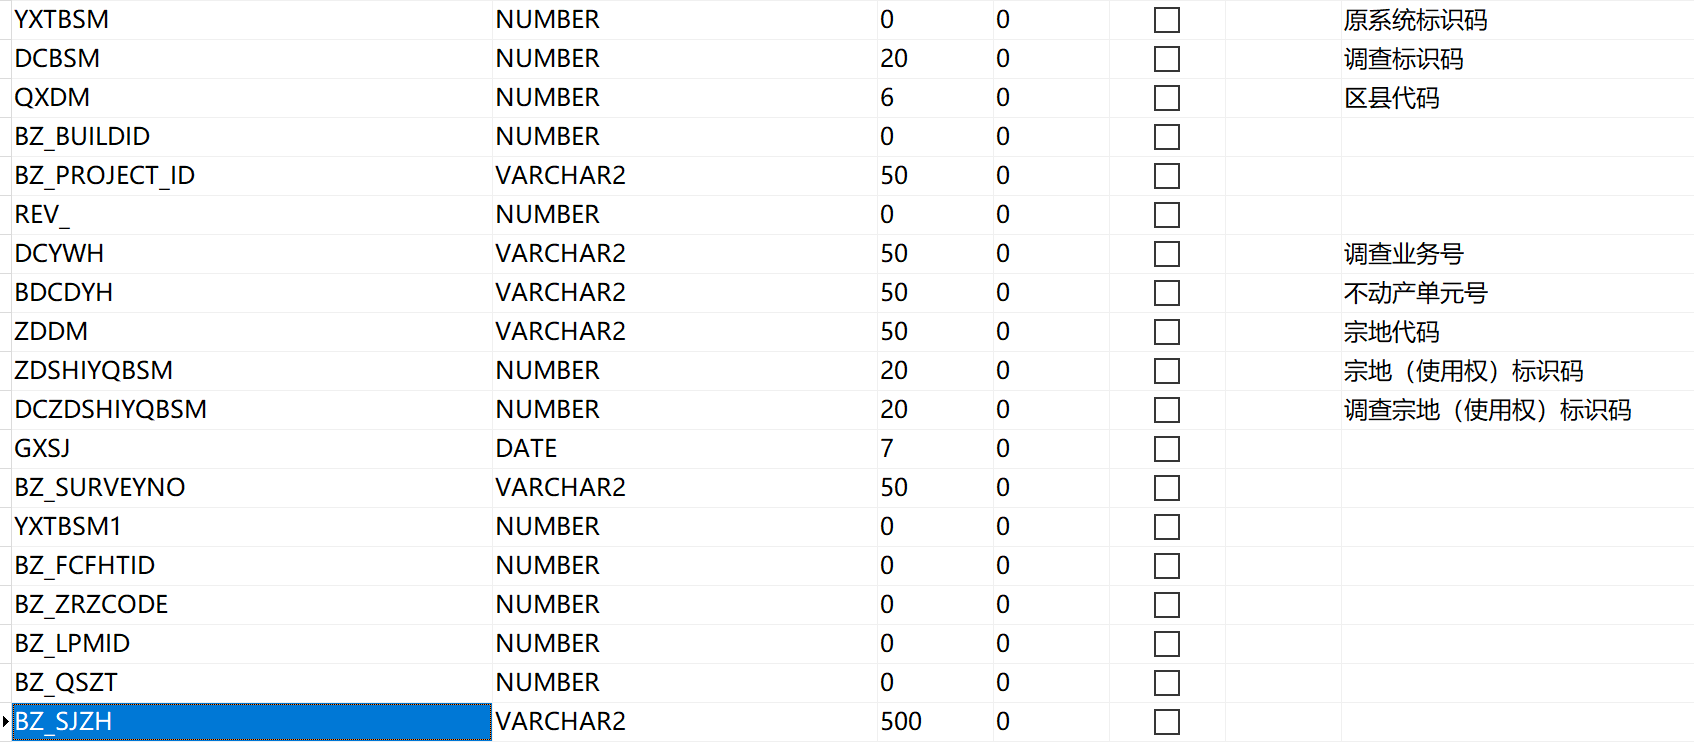 YXTBSM NUMBER 0 0 原系统标识码
DCBSM NUMBER 20 0 调查标识码
QXDM NUMBER 6 0 区县代码
BZ_BUILDID NUMBER 0 0
BZ_PROJECT_ID VARCHAR2 50 0
REV_ NUMBER 0 0
DCYWH VARCHAR2 50 0 调查业务号
BDCDYH VARCHAR2 50 0 不动产单元号
ZDDM VARCHAR2 50 0 宗地代码
ZDSHIYQBSM NUMBER 20 0 宗地（使用权）标识码
DCZDSHIYQBSM NUMBER 20 0 调查宗地（使用权）标识码
GXSJ DATE 7 0
BZ_SURVEYNO VARCHAR2 50 0
YXTBSM1 NUMBER 0 0
BZ_FCFHTID NUMBER 0 0
BZ_ZRZCODE NUMBER 0 0
BZ_LPMID NUMBER 0 0
BZ_QSZT NUMBER 0 0
BZ_SJZH VARCHAR2 500 0